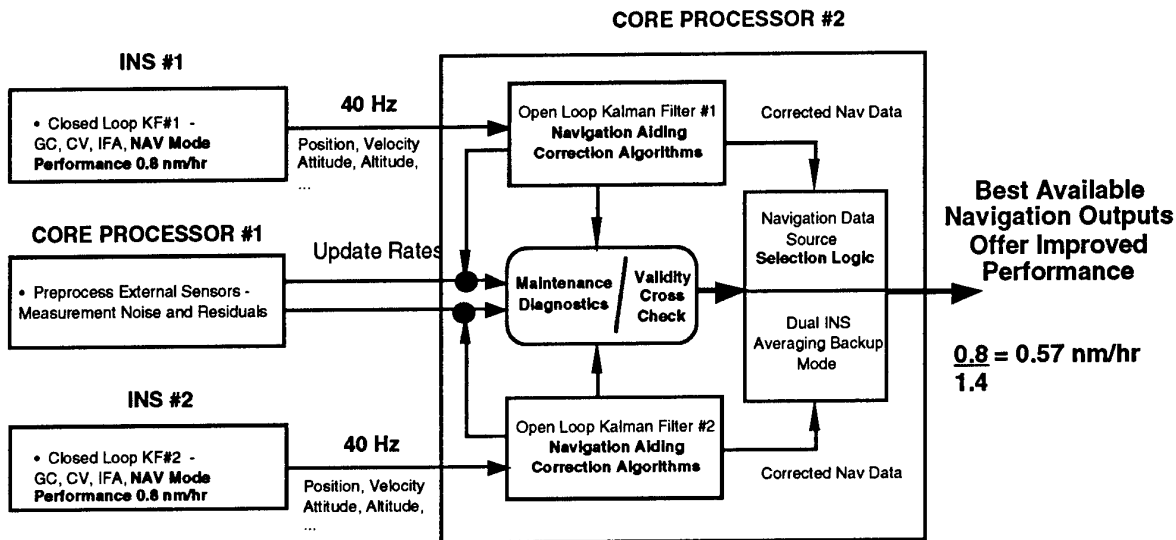 CORE PROCESSOR #2
INS #1
• Closed Loop KF#1 -
GC, CV, IFA, NAV Mode
Performance 0.8 nm/hr
40 Hz
Position, Velocity
Attitude, Altitude,
...
Open Loop Kalman Filter #1
Navigation Aiding
Correction Algorithms
Corrected Nav Data
CORE PROCESSOR #1
• Preprocess External Sensors -
Measurement Noise and Residuals
Update Rates
Maintenance
Diagnostics
/
Validity
Cross
Check
Navigation Data
Source
Selection Logic
Dual INS
Averaging Backup
Mode
Best Available
Navigation Outputs
Offer Improved
Performance
0.8 = 0.57 nm/hr
1.4
INS #2
• Closed Loop KF#2 -
GC, CV, IFA, NAV Mode
Performance 0.8 nm/hr
40 Hz
Position, Velocity
Attitude, Altitude,
...
Open Loop Kalman Filter #2
Navigation Aiding
Correction Algorithms
Corrected Nav Data